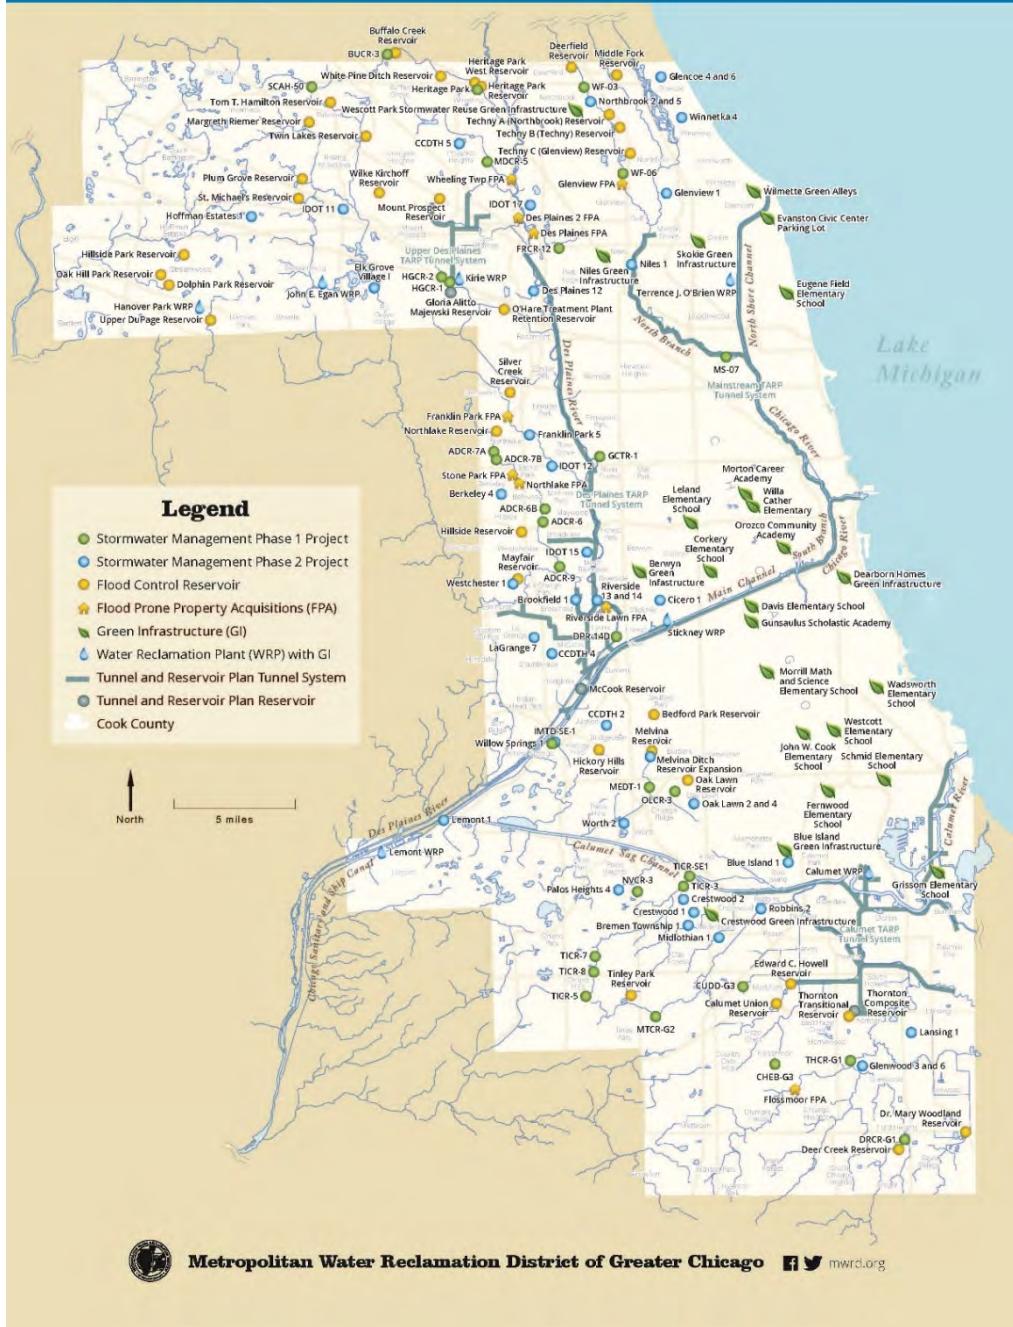 Buffalo Creek
Reservoir
BUCR-3
Deerfield
Reservoir
Middle Fork
Reservoir
Heritage Park
West Reservoir
White Pine Ditch Reservoir
Glencoe 4 and 6
SCAH-50
Heritage Park
Heritage Park
Reservoir
WF-03
Tom T. Hamilton Reservoir
Northbrook 2 and 5
Wescott Park Stormwater Reuse Green Infrastructure
Winnetka 4
Margreth Riemer Reservoir
Techny A (Northbrook) Reservoir
Techny B (Techny) Reservoir
Twin Lakes Reservoir
CCDTH 5
Techny C (Glenview) Reservoir
MDCR-5
Plum Grove Reservoir
Wilke Kirchoff
Reservoir
Wheeling Twp FPA
WF-06
Glenview FPA
St. Michael's Reservoir
Mount Prospect
Reservoir
Glenview 1
Wilmette Green Alleys
IDOT 11
IDOT 17
Hoffman Estates 1
Des Plaines 2 FPA
Evanston Civic Center
Parking Lot
Des Plaines FPA
Upper Des Plaines
TARP Tunnel System
FRCR-12
Skokie Green
Infrastructure
Hillside Park Reservoir
Niles Green
Infrastructure
Niles 1
Oak Hill Park Reservoir
Dolphin Park Reservoir
Elk Grove
Village I
HGCR-2
Kirie WRP
HGCR-1
Des Plaines 12
Terrence J. O'Brien WRP
Eugene Field
Elementary
School
John E. Egan WRP
Hanover Park WRP
Gloria Alitto
Majewski Reservoir
O'Hare Treatment Plant
Retention Reservoir
Upper DuPage Reservoir
North Shore Channel
North Branch
Des Plaines River
Lake
Michigan
Silver
Creek
Reservoir
MS-07
Mainstream TARP
Tunnel System
Chicago River
Franklin Park FPA
Northlake Reservoir
Franklin Park 5
ADCR-7A
ADCR-7B
GCTR-1
IDOT 12
Stone Park FPA
Northlake FPA
Berkeley 4
Des Plaines TARP
Tunnel System
Morton Career
Academy
Leland
Elementary
School
Willa
Cather
Elementary
ADCR-6B
ADCR-6
Hillside Reservoir
Orozco Community
Academy
Corkery
Elementary
School
South Branch
Chicago River
IDOT 15
Mayfair
Reservoir
Berwyn
Green
Infastructure
Westchester 1
ADCR-9
Main Channel
Dearborn Homes
Green Infrastructure
Riverside
13 and 14
Brookfield 1
Cicero 1
Davis Elementary School
Riverside Lawn FPA
Gunsaulus Scholastic Academy
Stickney WRP
DPR-14D
LaGrange 7
CCDTH 4
Legend
Stormwater Management Phase 1 Project
Stormwater Management Phase 2 Project
Flood Control Reservoir
Flood Prone Property Acquisitions (FPA)
Green Infrastructure (GI)
Water Reclamation Plant (WRP) with GI
Tunnel and Reservoir Plan Tunnel System
Tunnel and Reservoir Plan Reservoir
Cook County
North
5 miles
Morrill Math
and Science
Elementary School
McCook Reservoir
Wadsworth
Elementary
School
CCDTH 2
Bedford Park Reservoir
IMTD-SE-1
Willow Springs 1
Melvina
Reservoir
Westcott
Elementary
School
Hickory Hills
Reservoir
Melvina Ditch
Reservoir Expansion
John W. Cook
Elementary
School
Schmid Elementary
School
Oak Lawn
Reservoir
MEDT-1
OLCR-3
Oak Lawn 2 and 4
Fernwood
Elementary
School
Des Plaines River
Lemont 1
Worth 2
Calumet River
Lemont WRP
Calumet Sag Channel
Blue Island
Green Infrastructure
Blue Island 1
TICR-SE1
Calumet WRP
Palos Heights 4
NVCR-3
TICR-3
Grissom Elementary
School
Crestwood 2
Crestwood 1
Robbins 2
Crestwood Green Infrastructure
Bremen Township 1
Calumet TARP
Tunnel System
Midlothian 1
Chicago Sanitary and Ship Canal
TICR-7
TICR-8
Edward C. Howell
Reservoir
Tinley Park
Reservoir
TICR-5
CUDD-G3
Calumet Union
Reservoir
Thornton
Transitional
Reservoir
Thornton
Composite
Reservoir
MTCR-G2
Lansing 1
THCR-G1
Glenwood 3 and 6
CHEB-G3
Flossmoor FPA
Dr. Mary Woodland
Reservoir
DRCR-G1
Deer Creek Reservoir
Metropolitan Water Reclamation District of Greater Chicago
mwrd.org